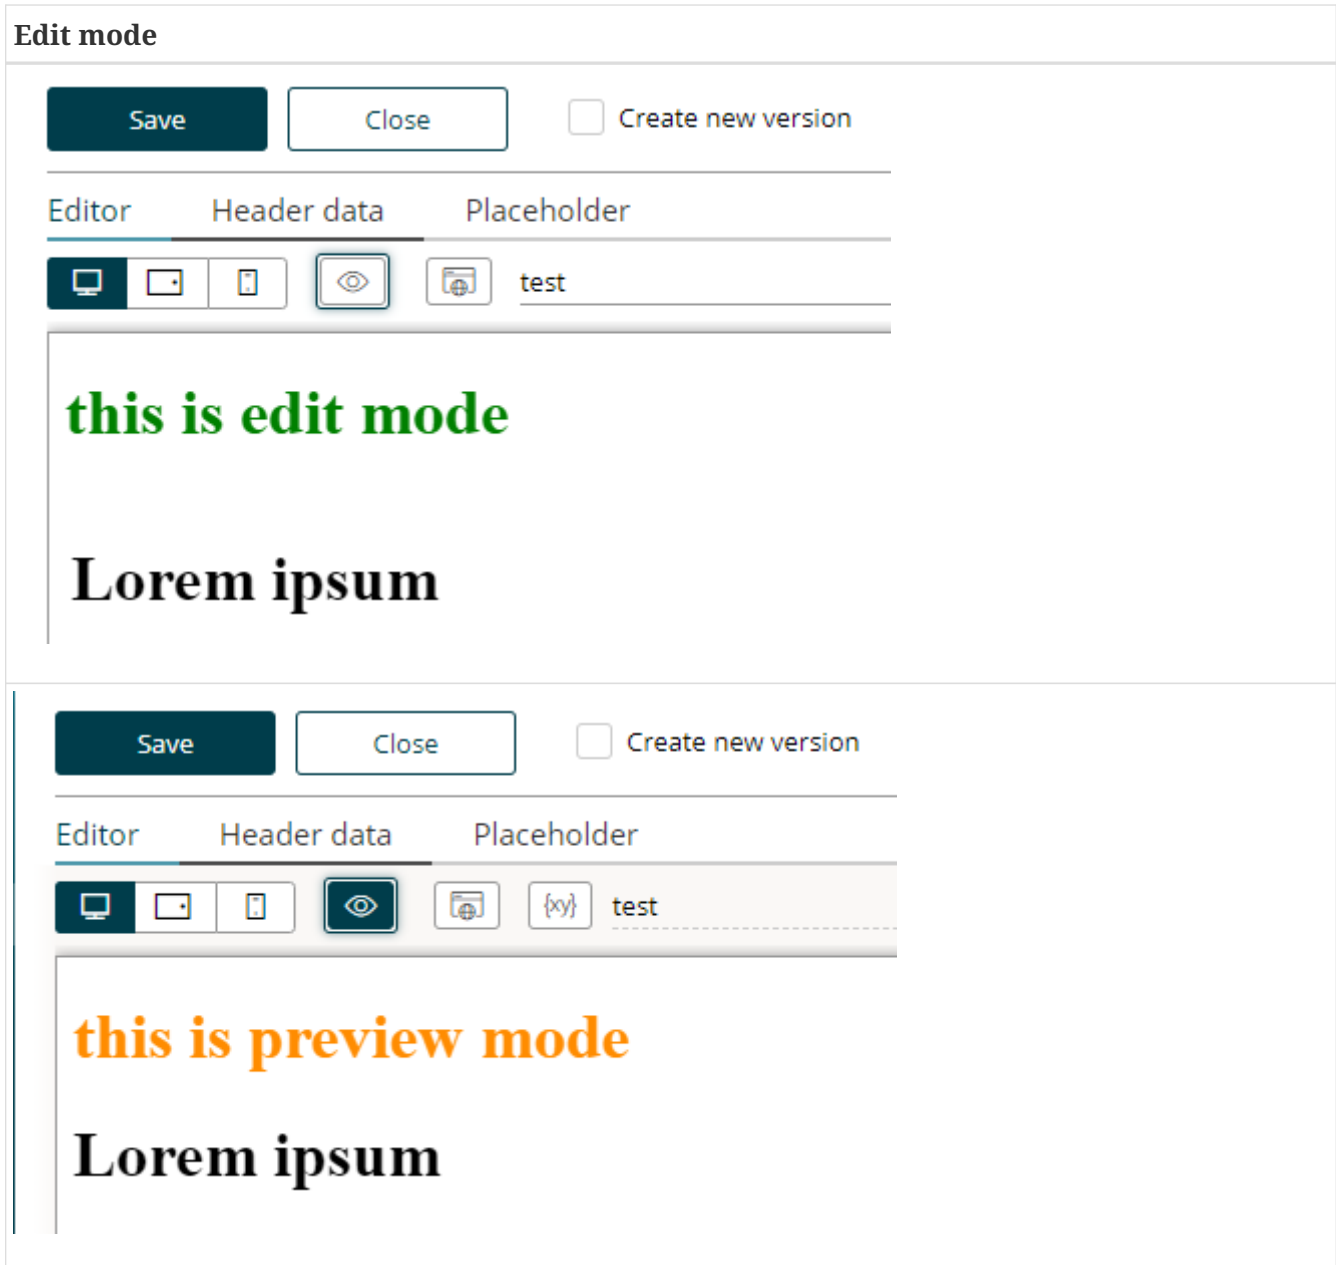 Edit mode
Save Close Create new version
Editor Header data Placeholder
test
this is edit mode
Lorem ipsum
Save Close Create new version
Editor Header data Placeholder
{xy} test
this is preview mode
Lorem ipsum